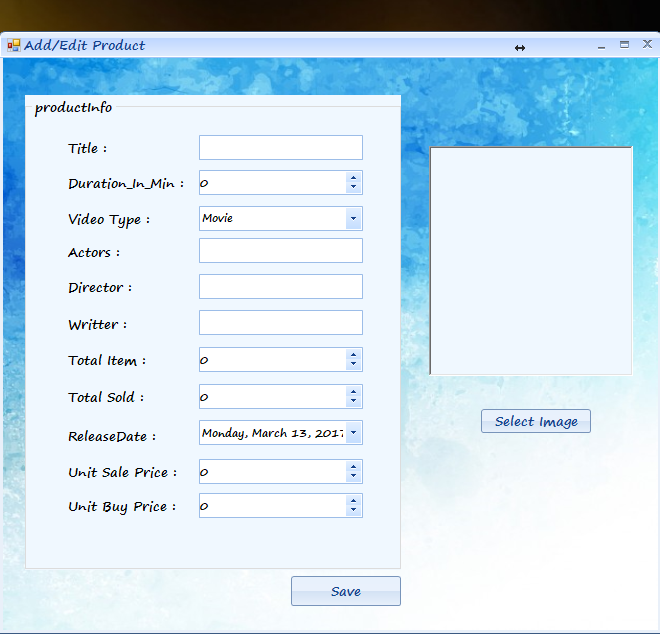 Add/Edit Product
productInfo
Title :
Duration_In_Min : 0
Video Type : Movie
Actors :
Director :
Writter :
Total Item : 0
Total Sold : 0
ReleaseDate : Monday, March 13, 2017
Unit Sale Price : 0
Unit Buy Price : 0
Select Image
Save